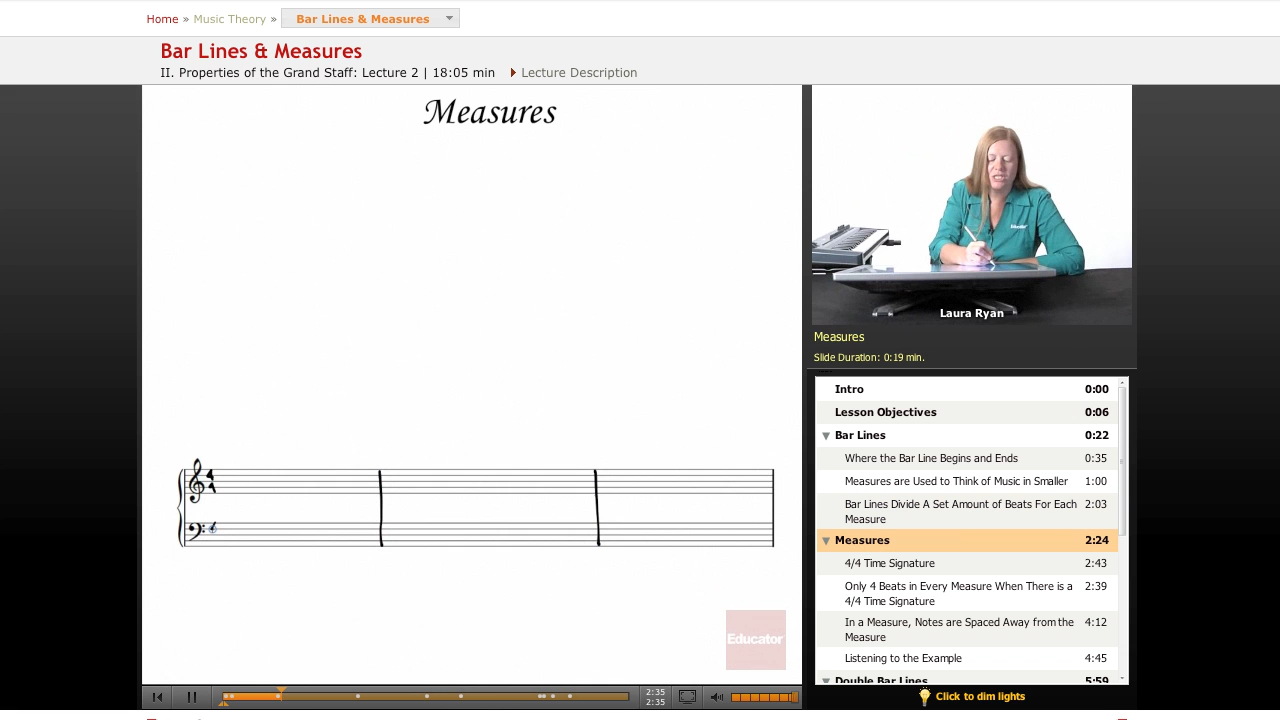 Home » Music Theory » Bar Lines & Measures
Bar Lines & Measures
II. Properties of the Grand Staff: Lecture 2 | 18:05 min Lecture Description
Measures
Educator
Laura Ryan
Measures
Slide Duration: 0:19 min.
Intro 0:00
Lesson Objectives 0:06
Bar Lines 0:22
Where the Bar Line Begins and Ends 0:35
Measures are Used to Think of Music in Smaller 1:00
Bar Lines Divide A Set Amount of Beats For Each 2:03
Measure
Measures 2:24
4/4 Time Signature 2:43
Only 4 Beats in Every Measure When There is a 2:39
4/4 Time Signature
In a Measure, Notes are Spaced Away from the 4:12
Measure
Listening to the Example 4:45
Double Bar Lines 5:59
2:35
2:35
Click to dim lights